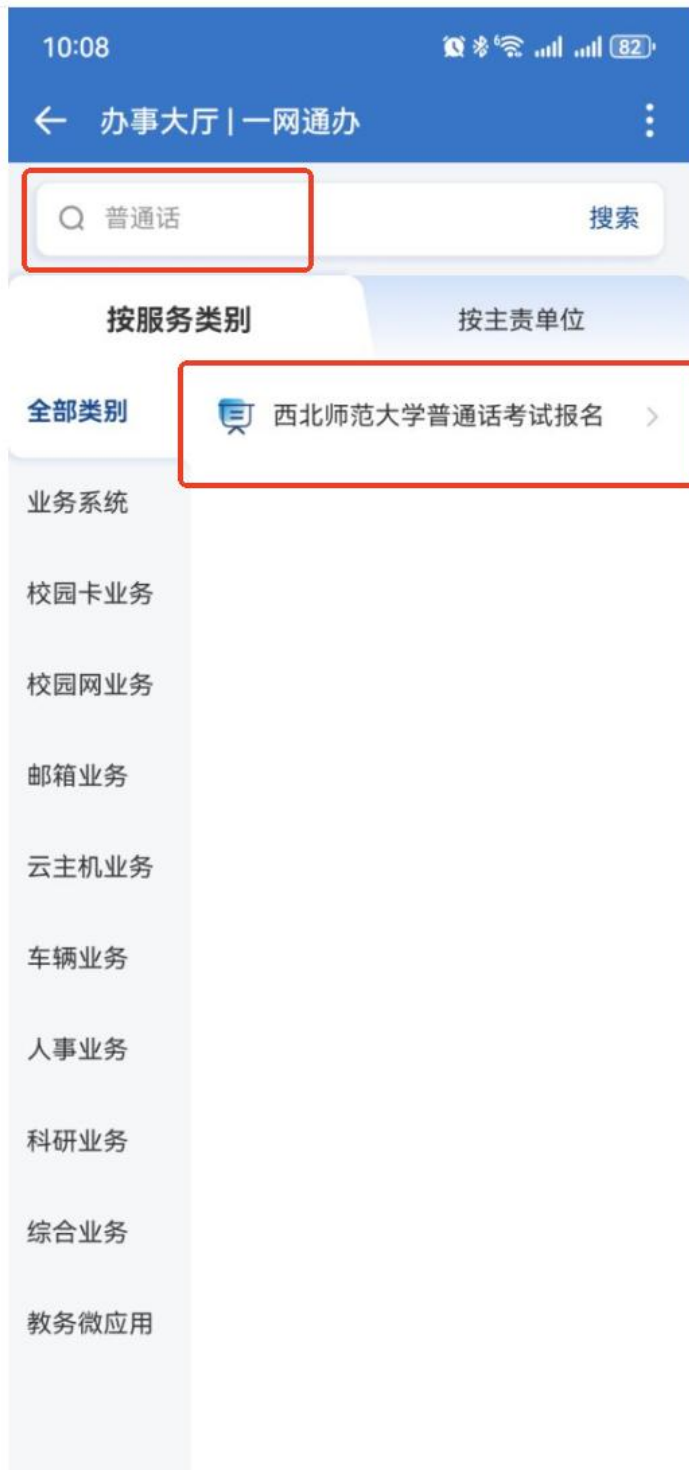 10:08 82
办事大厅 | 一网通办
普通话 搜索
按服务类别 按主责单位
全部类别 西北师范大学普通话考试报名
业务系统
校园卡业务
校园网业务
邮箱业务
云主机业务
车辆业务
人事业务
科研业务
综合业务
教务微应用